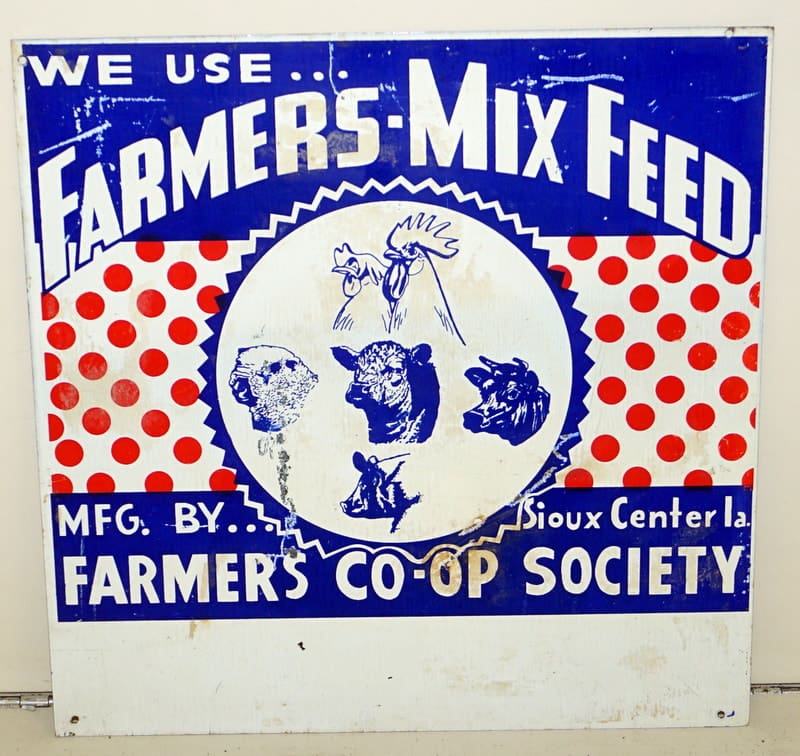 WE USE...
FARMERS-MIX FEED
MFG. BY...
Sioux Center Ia.
FARMERS CO-OP SOCIETY